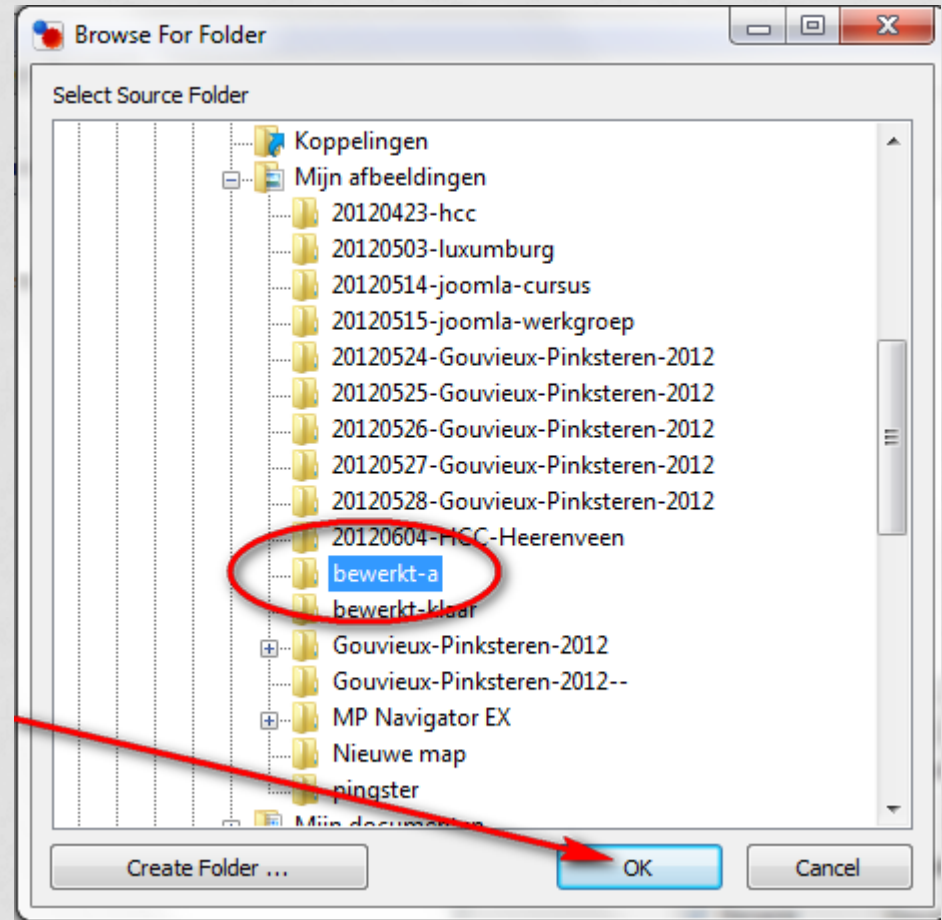 Browse For Folder
Select Source Folder
Koppelingen
Mijn afbeeldingen
20120423-hcc
20120503-luxumburg
20120514-joomla-cursus
20120515-joomla-werkgroep
20120524-Gouvieux-Pinksteren-2012
20120525-Gouvieux-Pinksteren-2012
20120526-Gouvieux-Pinksteren-2012
20120527-Gouvieux-Pinksteren-2012
20120528-Gouvieux-Pinksteren-2012
20120604-HCC-Heerenveen
bewerkt-a
bewerkt-klaar
Gouvieux-Pinksteren-2012
Gouvieux-Pinksteren-2012--
MP Navigator EX
Nieuwe map
pingster
Mijn documenten
Create Folder ... OK Cancel